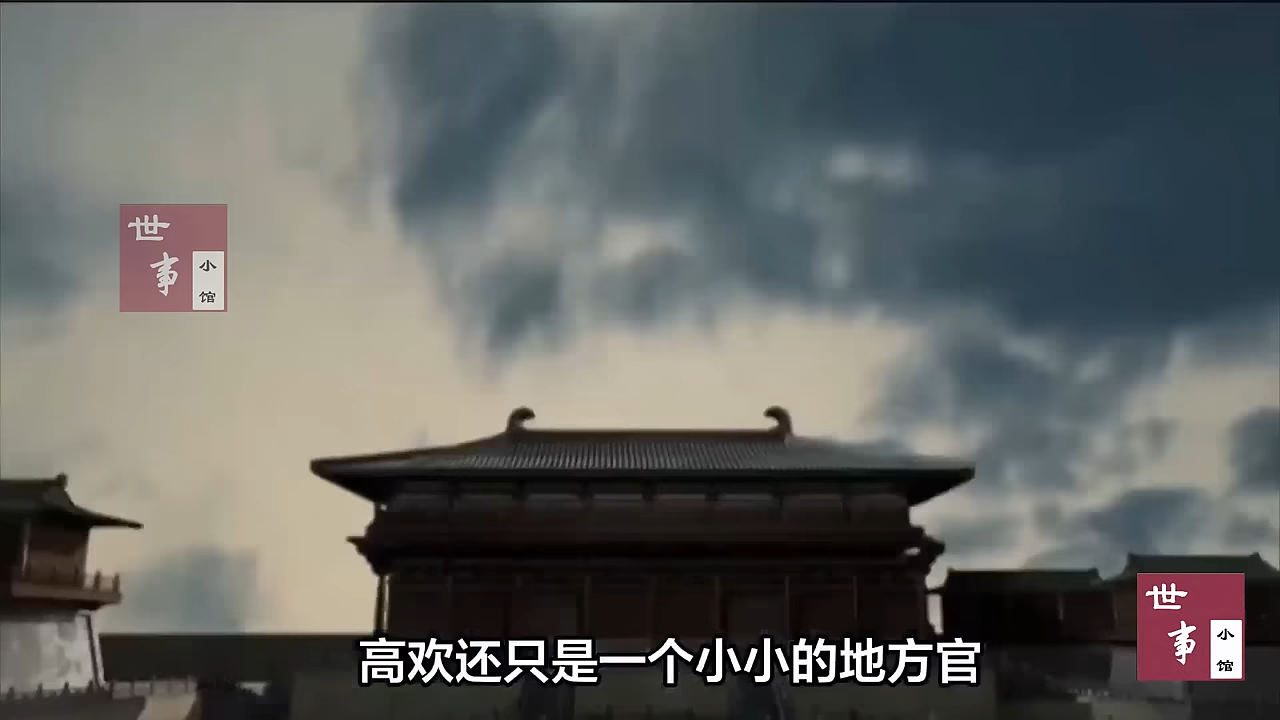 世
事
小
馆
高欢还只是一个小小的地方官
世
事
小
馆